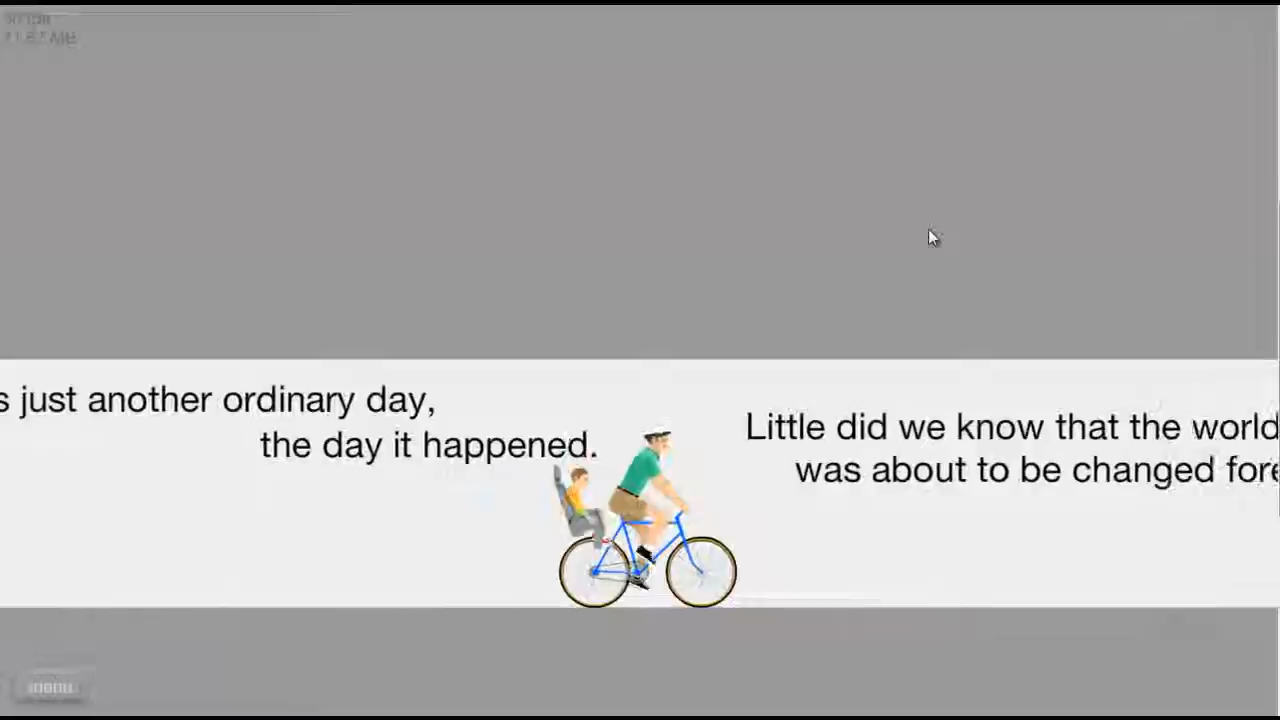 s just another ordinary day,
the day it happened.
Little did we know that the world
was about to be changed fore
menu